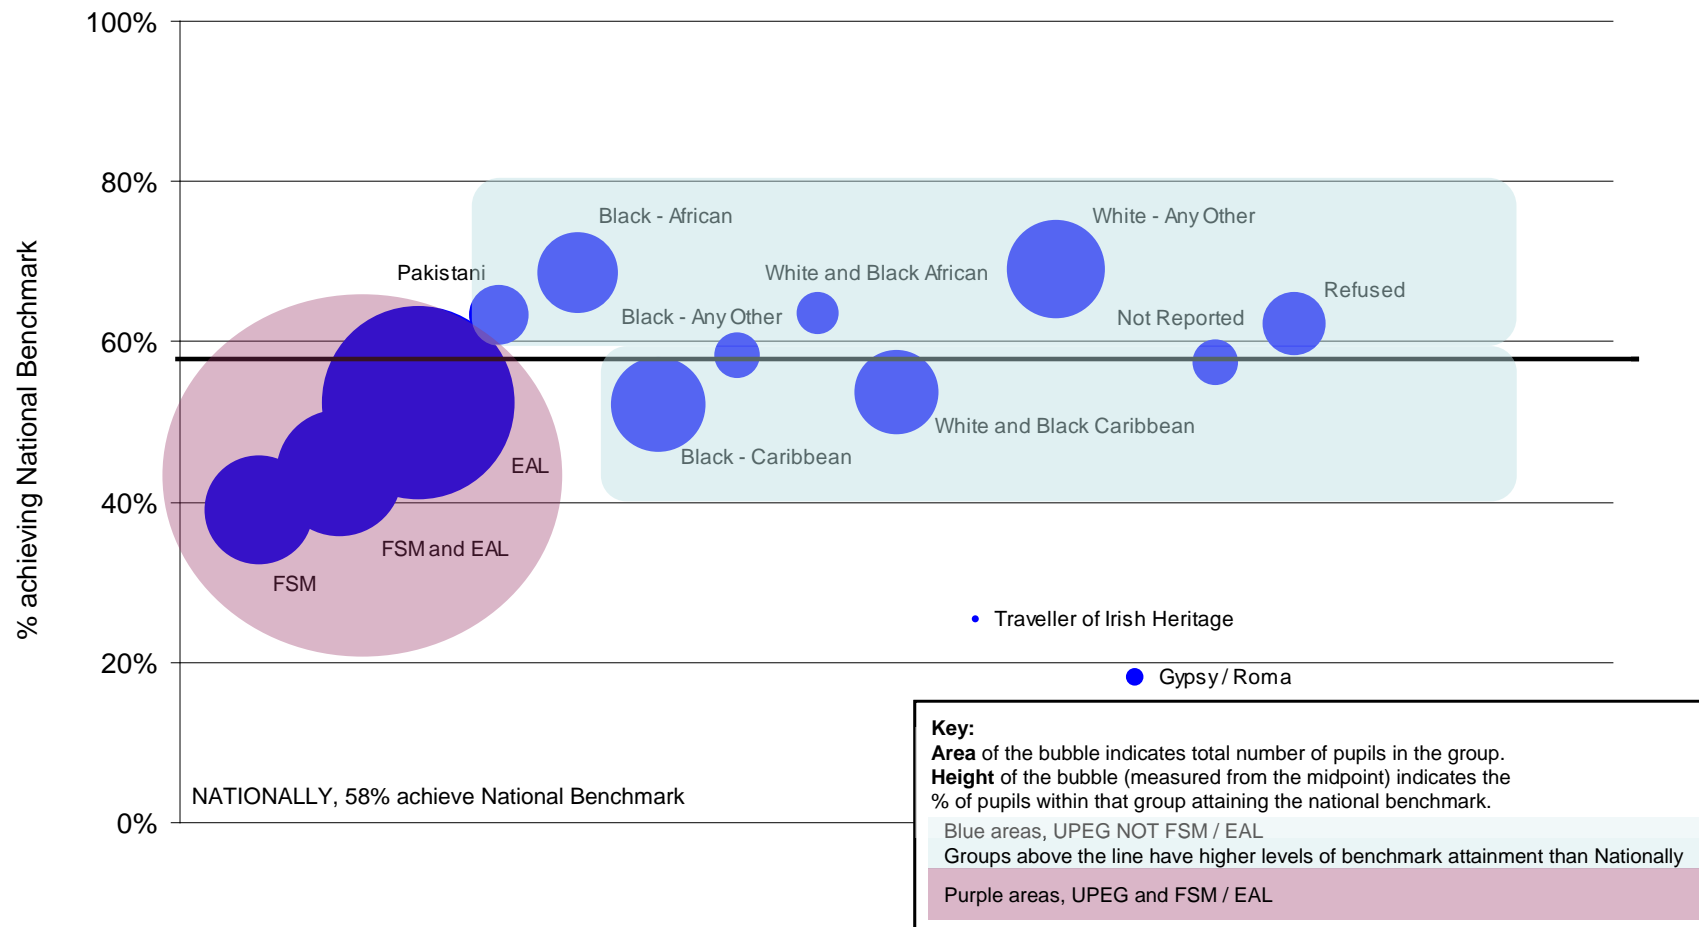 100%
80%
60%
40%
20%
0%
% achieving National Benchmark
Black - African
White - Any Other
Pakistani
White and Black African
Refused
Black - Any Other
Not Reported
White and Black Caribbean
Black - Caribbean
EAL
FSM and EAL
FSM
Traveller of Irish Heritage
Gypsy / Roma
NATIONALLY, 58% achieve National Benchmark
Key:
Area of the bubble indicates total number of pupils in the group.
Height of the bubble (measured from the midpoint) indicates the
% of pupils within that group attaining the national benchmark.
Blue areas, UPEG NOT FSM / EAL
Groups above the line have higher levels of benchmark attainment than Nationally
Purple areas, UPEG and FSM / EAL